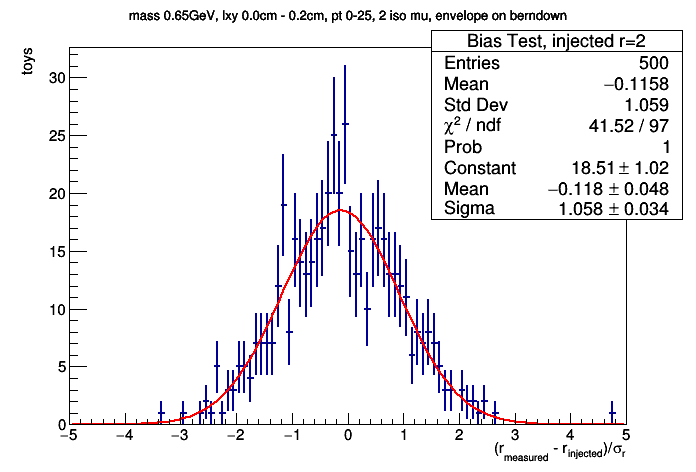 mass 0.65GeV, lxy 0.0cm - 0.2cm, pt 0-25, 2 iso mu, envelope on berndown
Bias Test, injected r=2
Entries 500
Mean −0.1158
Std Dev 1.059
χ² / ndf 41.52 / 97
Prob 1
Constant 18.51 ± 1.02
Mean −0.118 ± 0.048
Sigma 1.058 ± 0.034
toys
30
25
20
15
10
5
0
−5 −4 −3 −2 −1 0 1 2 3 4 5
(r_measured - r_injected)/σ_r